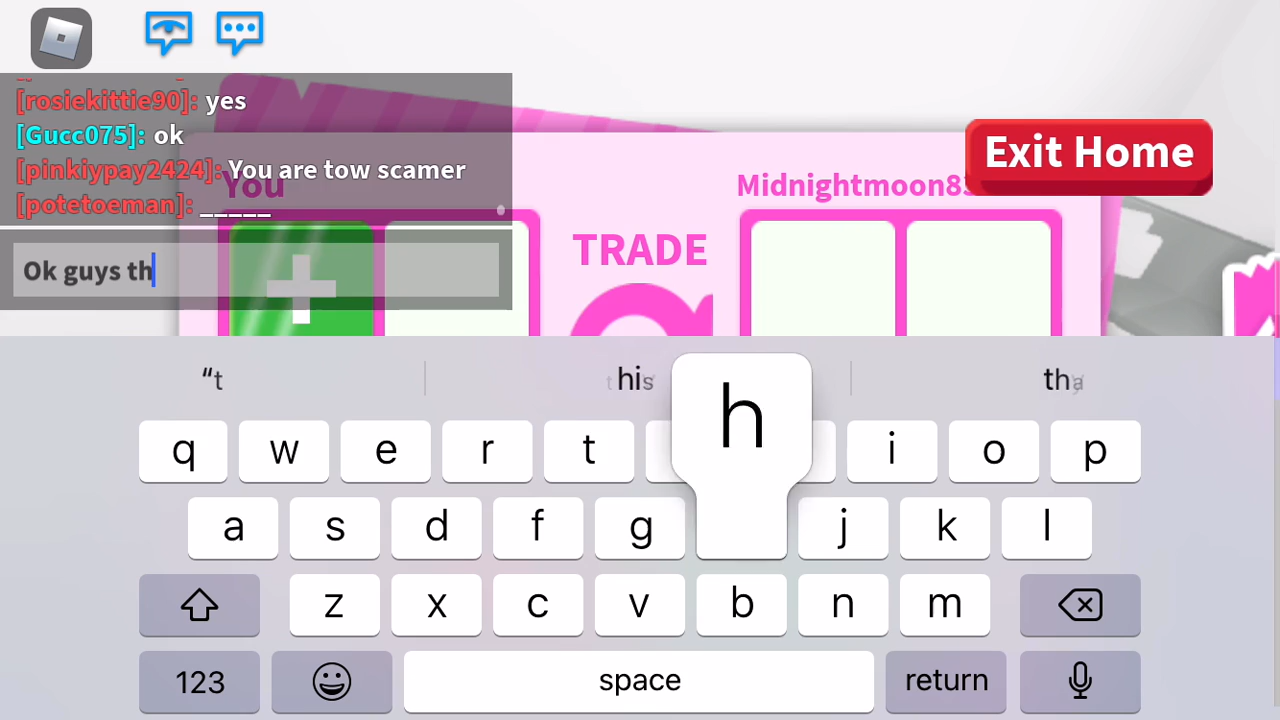 [rosiekittie90]: yes
[Gucc075]: ok
[pinkiypay2424]: You are tow scamer
[potetoeman]: _____
Ok guys th
You
Midnightmoon8
Exit Home
TRADE
“t
his
tha
h
q w e r t i o p
a s d f g j k l
z x c v b n m
123 space return